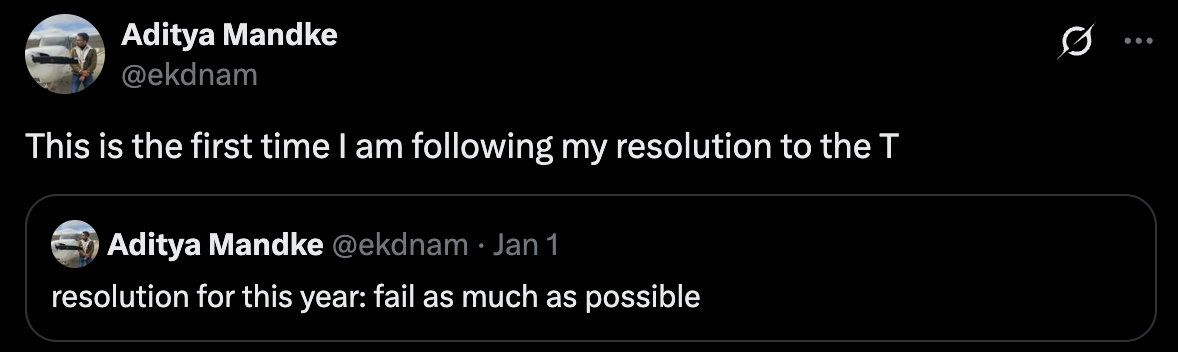 Aditya Mandke
@ekdnam
This is the first time I am following my resolution to the T
Aditya Mandke @ekdnam · Jan 1
resolution for this year: fail as much as possible